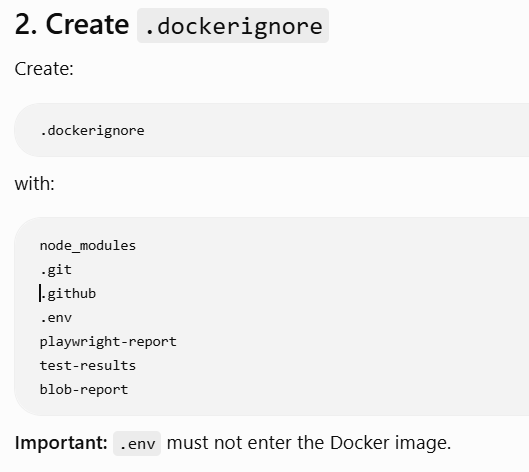 2. Create .dockerignore
Create:
.dockerignore
with:
node_modules
.git
.github
.env
playwright-report
test-results
blob-report
Important: .env must not enter the Docker image.